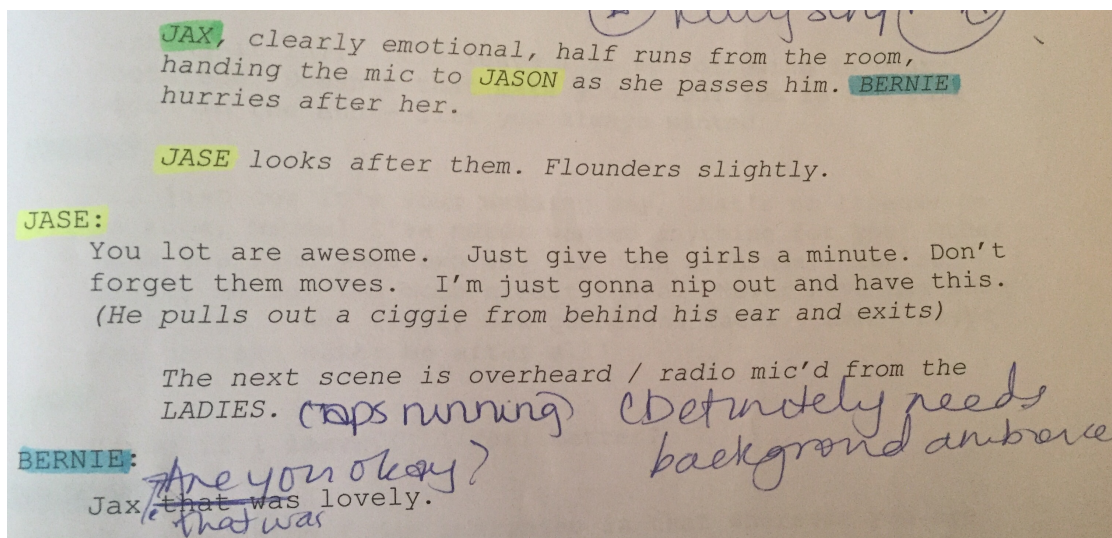 really sing
JAX, clearly emotional, half runs from the room,
handing the mic to JASON as she passes him. BERNIE
hurries after her.
JASE looks after them. Flounders slightly.
JASE:
You lot are awesome.  Just give the girls a minute. Don't
forget them moves.  I'm just gonna nip out and have this.
(He pulls out a ciggie from behind his ear and exits)
The next scene is overheard / radio mic'd from the
LADIES. (Taps running) (Definitely needs
background ambience
BERNIE:
Are you okay?
Jax, that was lovely.
that was